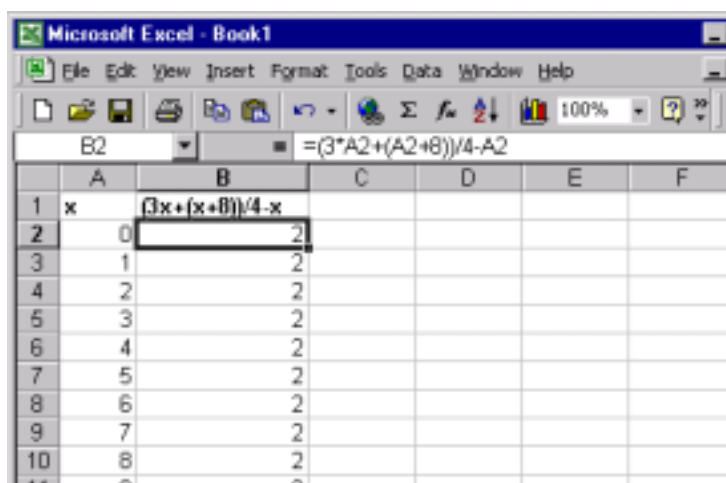 Microsoft Excel - Book1
File Edit View Insert Format Tools Data Window Help
Σ fx 100%
B2 = =(3*A2+(A2+8))/4-A2
A B C D E F
1 x (3x+(x+8))/4-x
2 0 2
3 1 2
4 2 2
5 3 2
6 4 2
7 5 2
8 6 2
9 7 2
10 8 2